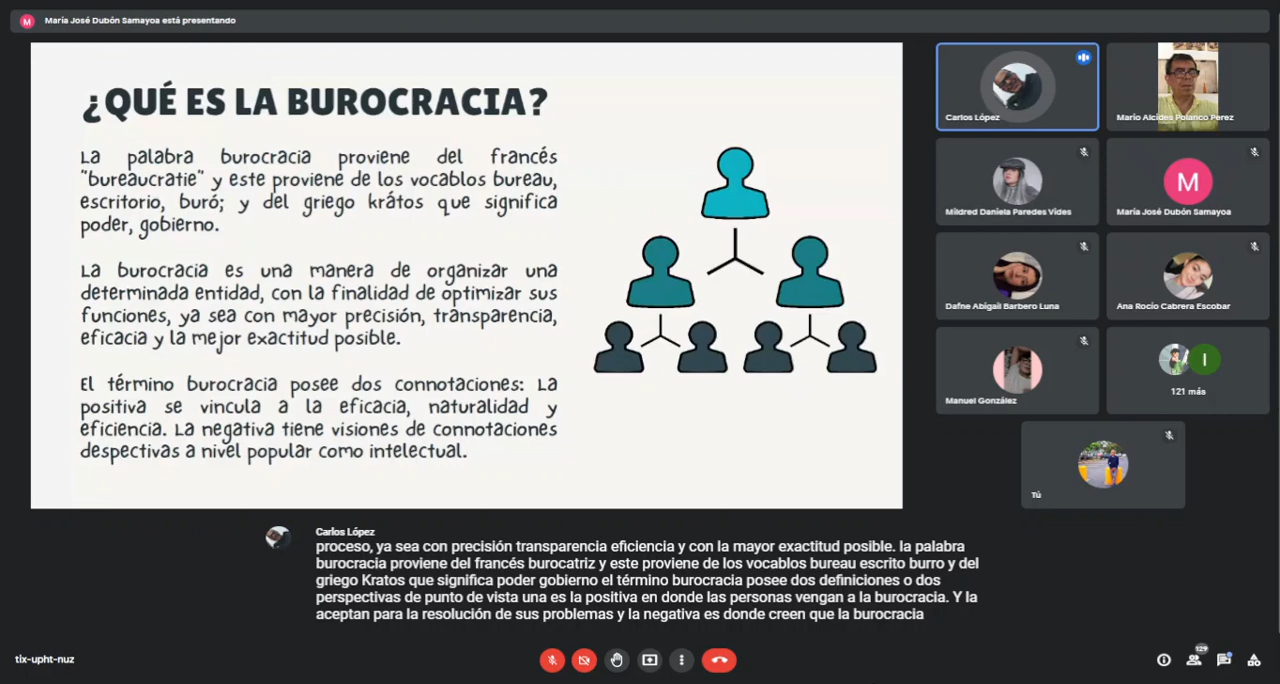 M
María José Dubón Samayoa está presentando
¿QUÉ ES LA BUROCRACIA?
La palabra burocracia proviene del francés
"bureaucratie" y este proviene de los vocablos bureau,
escritorio, buró; y del griego krátos que significa
poder, gobierno.
La burocracia es una manera de organizar una
determinada entidad, con la finalidad de optimizar sus
funciones, ya sea con mayor precisión, transparencia,
eficacia y la mejor exactitud posible.
El término burocracia posee dos connotaciones: La
positiva se vincula a la eficacia, naturalidad y
eficiencia. La negativa tiene visiones de connotaciones
despectivas a nivel popular como intelectual.
Carlos López
Mario Alcides Polanco Perez
Mildred Daniela Paredes Vides
M
María José Dubón Samayoa
Dafne Abigail Barbero Luna
Ana Rocío Cabrera Escobar
Manuel González
I
121 más
Tú
Carlos López
proceso, ya sea con precisión transparencia eficiencia y con la mayor exactitud posible. la palabra
burocracia proviene del francés burocatriz y este proviene de los vocablos bureau escrito burro y del
griego Kratos que significa poder gobierno el término burocracia posee dos definiciones o dos
perspectivas de punto de vista una es la positiva en donde las personas vengan a la burocracia. Y la
aceptan para la resolución de sus problemas y la negativa es donde creen que la burocracia
tix-upht-nuz
129